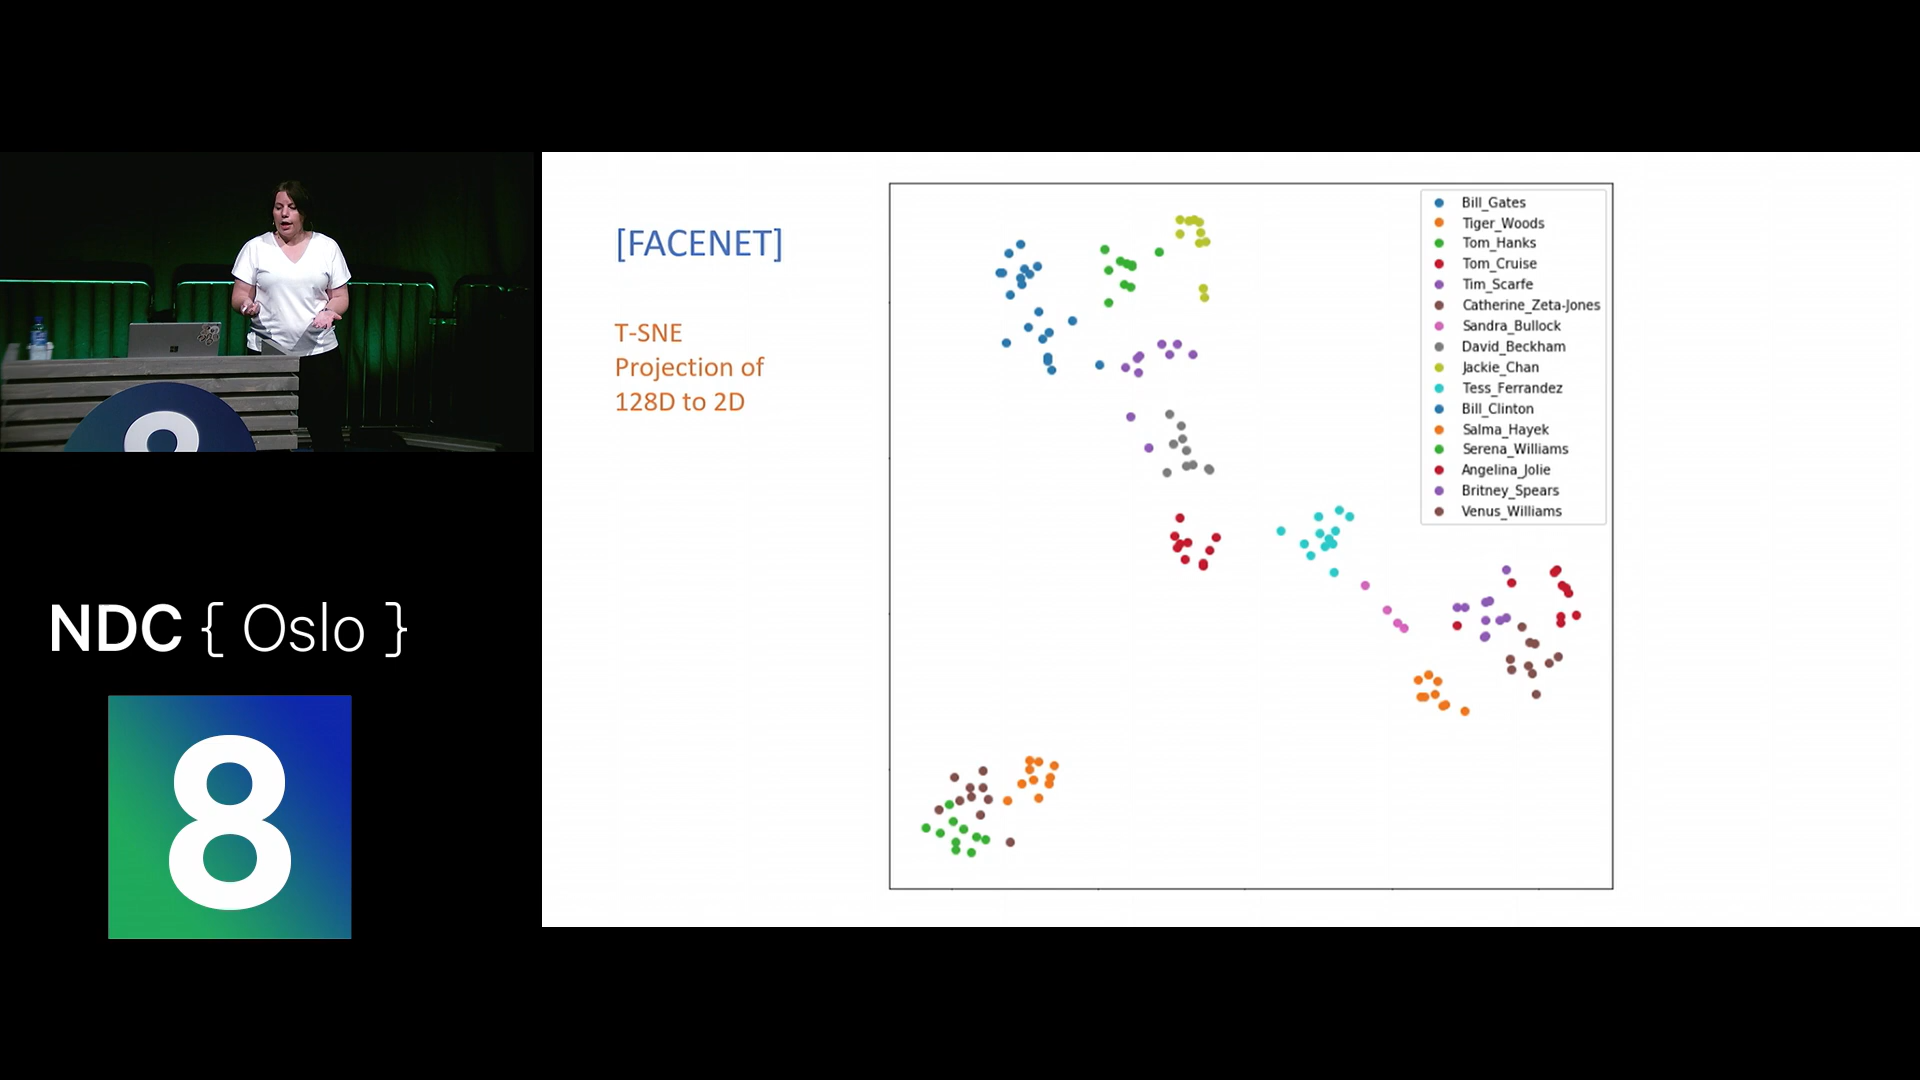 [FACENET]
T-SNE
Projection of
128D to 2D
Bill_Gates
Tiger_Woods
Tom_Hanks
Tom_Cruise
Tim_Scarfe
Catherine_Zeta-Jones
Sandra_Bullock
David_Beckham
Jackie_Chan
Tess_Ferrandez
Bill_Clinton
Salma_Hayek
Serena_Williams
Angelina_Jolie
Britney_Spears
Venus_Williams
8
NDC { Oslo }
8